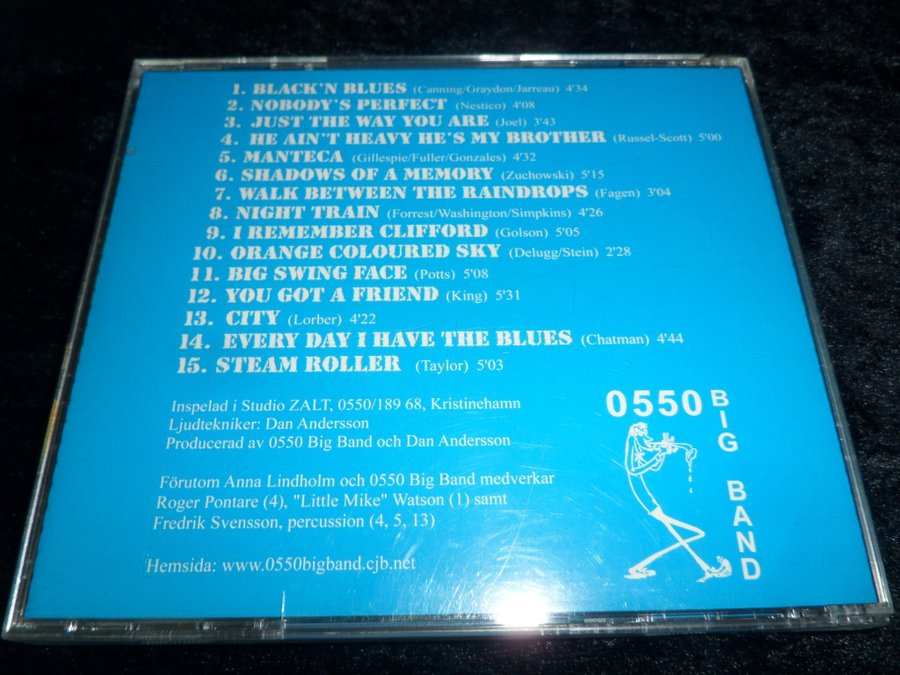 1. BLACK'N BLUES (Canning/Graydon/Jarreau) 4'34
2. NOBODY'S PERFECT (Nestico) 4'08
3. JUST THE WAY YOU ARE (Joel) 3'43
4. HE AIN'T HEAVY HE'S MY BROTHER (Russel-Scott) 5'00
5. MANTECA (Gillespie/Fuller/Gonzales) 4'32
6. SHADOWS OF A MEMORY (Zuchowski) 5'15
7. WALK BETWEEN THE RAINDROPS (Fagen) 3'04
8. NIGHT TRAIN (Forrest/Washington/Simpkins) 4'26
9. I REMEMBER CLIFFORD (Golson) 5'05
10. ORANGE COLOURED SKY (Delugg/Stein) 2'28
11. BIG SWING FACE (Potts) 5'08
12. YOU GOT A FRIEND (King) 5'31
13. CITY (Lorber) 4'22
14. EVERY DAY I HAVE THE BLUES (Chatman) 4'44
15. STEAM ROLLER (Taylor) 5'03
Inspelad i Studio ZALT, 0550/189 68, Kristinehamn
Ljudtekniker: Dan Andersson
Producerad av 0550 Big Band och Dan Andersson
Förutom Anna Lindholm och 0550 Big Band medverkar
Roger Pontare (4), "Little Mike" Watson (1) samt
Fredrik Svensson, percussion (4, 5, 13)
Hemsida: www.0550bigband.cjb.net
0550
BIG BAND